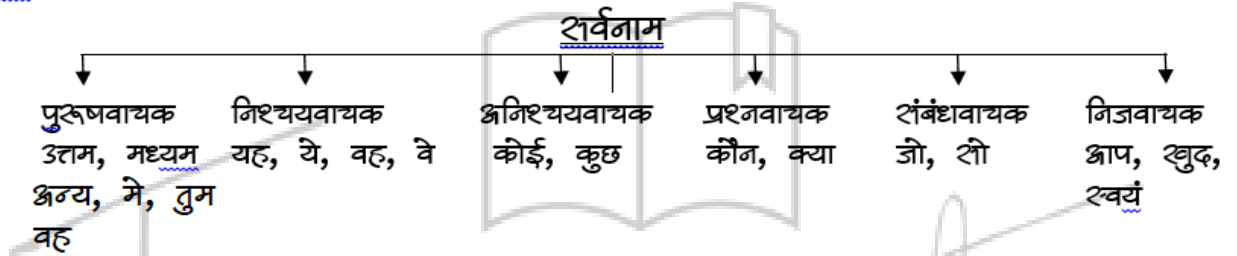 सर्वनाम
पुरूषवाचक निश्चयवाचक अनिश्चयवाचक प्रश्नवाचक संबंधवाचक निजवाचक
उत्तम, मध्यम यह, ये, वह, वे कोई, कुछ कौन, क्या जो, सो आप, खुद,
अन्य, मे, तुम स्वयं
वह